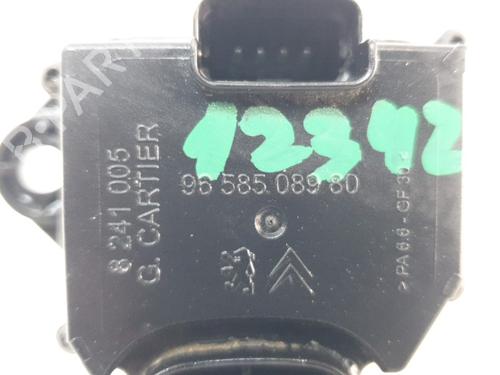 12342
96 585 089 80
8 241 005
G. CARTIER
> PA 6.6 - GF 30 <